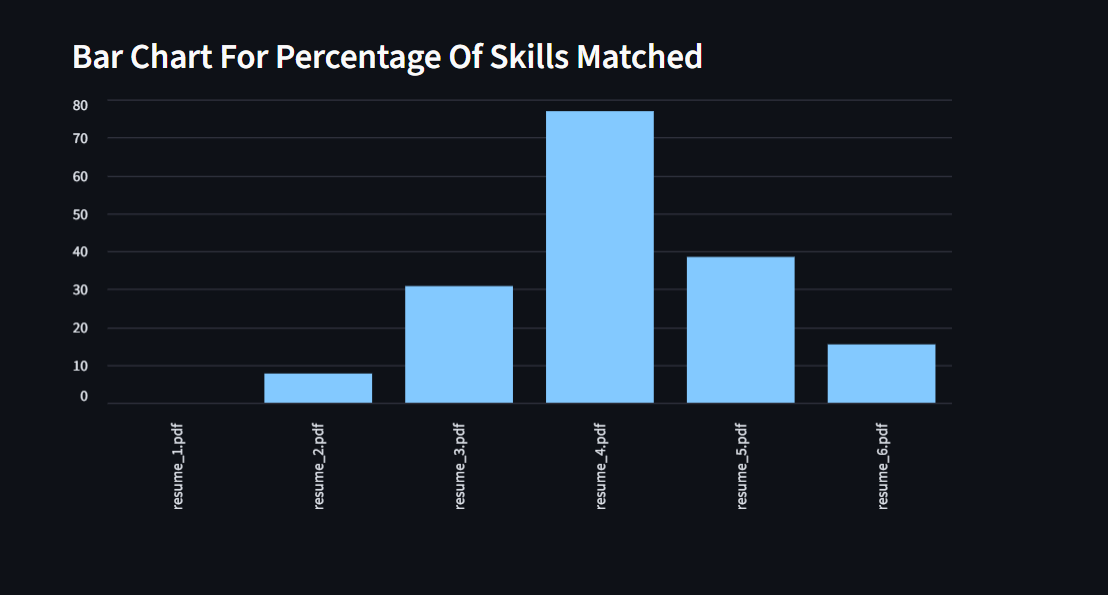 Bar Chart For Percentage Of Skills Matched
80
70
60
50
40
30
20
10
0
resume_1.pdf
resume_2.pdf
resume_3.pdf
resume_4.pdf
resume_5.pdf
resume_6.pdf